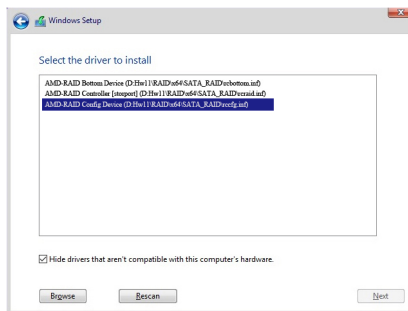 Windows Setup
Select the driver to install
AMD-RAID Bottom Device (D:Hw11\RAID\x64\SATA_RAID\rcbottom.inf)
AMD-RAID Controller [storport] (D:Hw11\RAID\x64\SATA_RAID\rcraid.inf)
AMD-RAID Config Device (D:Hw11\RAID\x64\SATA_RAID\rccfg.inf)
Hide drivers that aren't compatible with this computer's hardware.
Browse
Rescan
Next